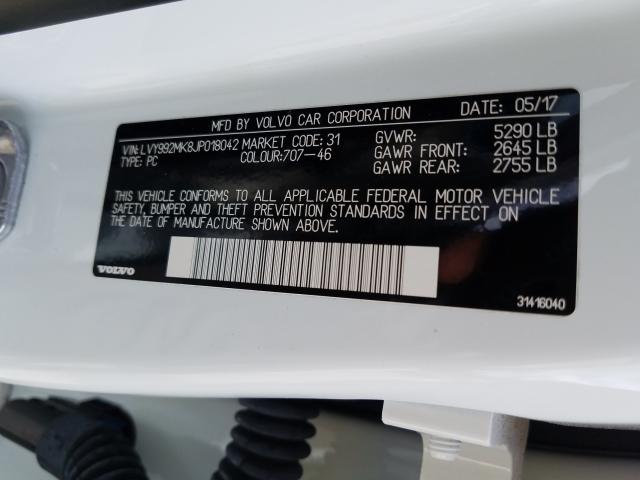 MFD BY VOLVO CAR CORPORATION DATE: 05/17
VIN: LVY992MK8JP018042 MARKET CODE: 31 GVWR: 5290 LB
TYPE: PC COLOUR:707-46 GAWR FRONT: 2645 LB
GAWR REAR: 2755 LB
THIS VEHICLE CONFORMS TO ALL APPLICABLE FEDERAL MOTOR VEHICLE
SAFETY, BUMPER AND THEFT PREVENTION STANDARDS IN EFFECT ON
THE DATE OF MANUFACTURE SHOWN ABOVE.
VOLVO
31416040